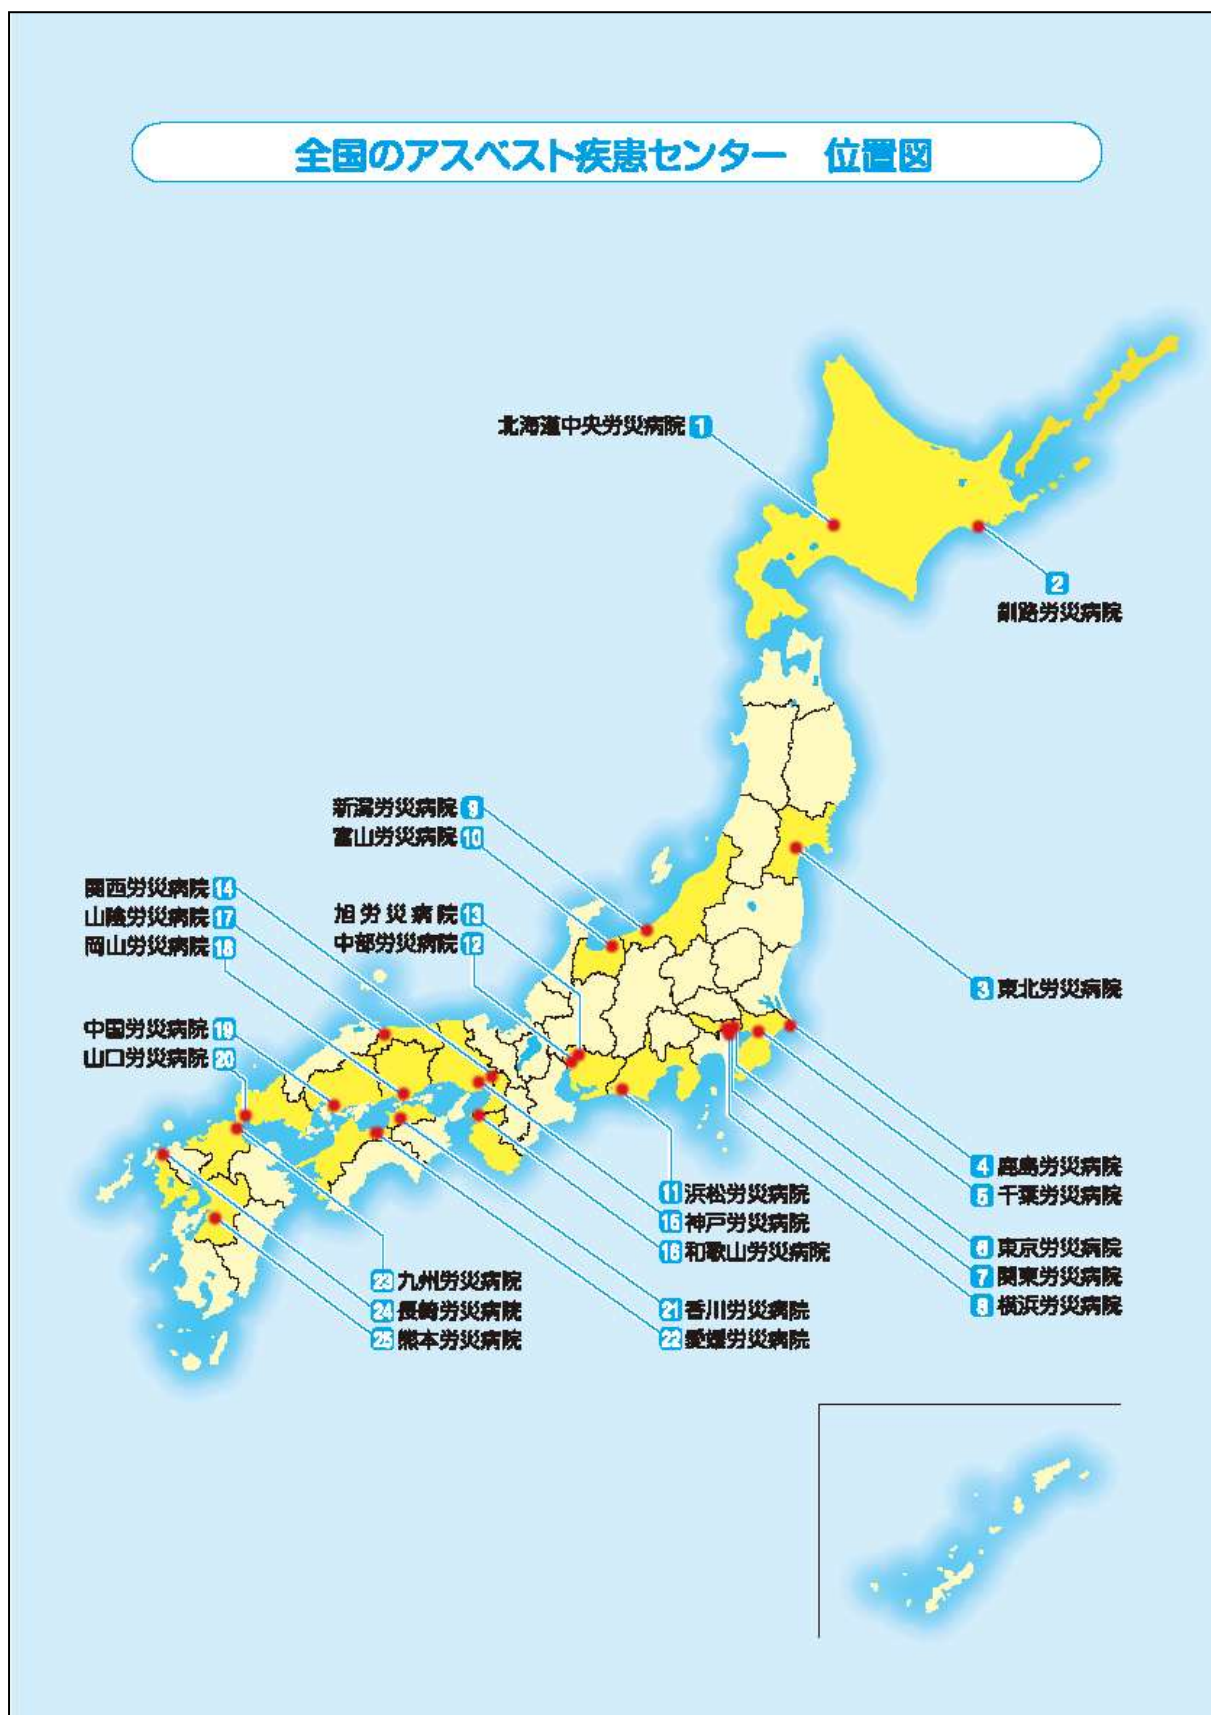 全国のアスベスト疾患センター　位置図
北海道中央労災病院 1
2
釧路労災病院
新潟労災病院 9
富山労災病院 10
関西労災病院 14
山陰労災病院 17
岡山労災病院 18
旭労災病院 13
中部労災病院 12
3 東北労災病院
中国労災病院 19
山口労災病院 20
4 鹿島労災病院
5 千葉労災病院
6 東京労災病院
7 関東労災病院
8 横浜労災病院
11 浜松労災病院
15 神戸労災病院
16 和歌山労災病院
23 九州労災病院
24 長崎労災病院
25 熊本労災病院
21 香川労災病院
22 愛媛労災病院